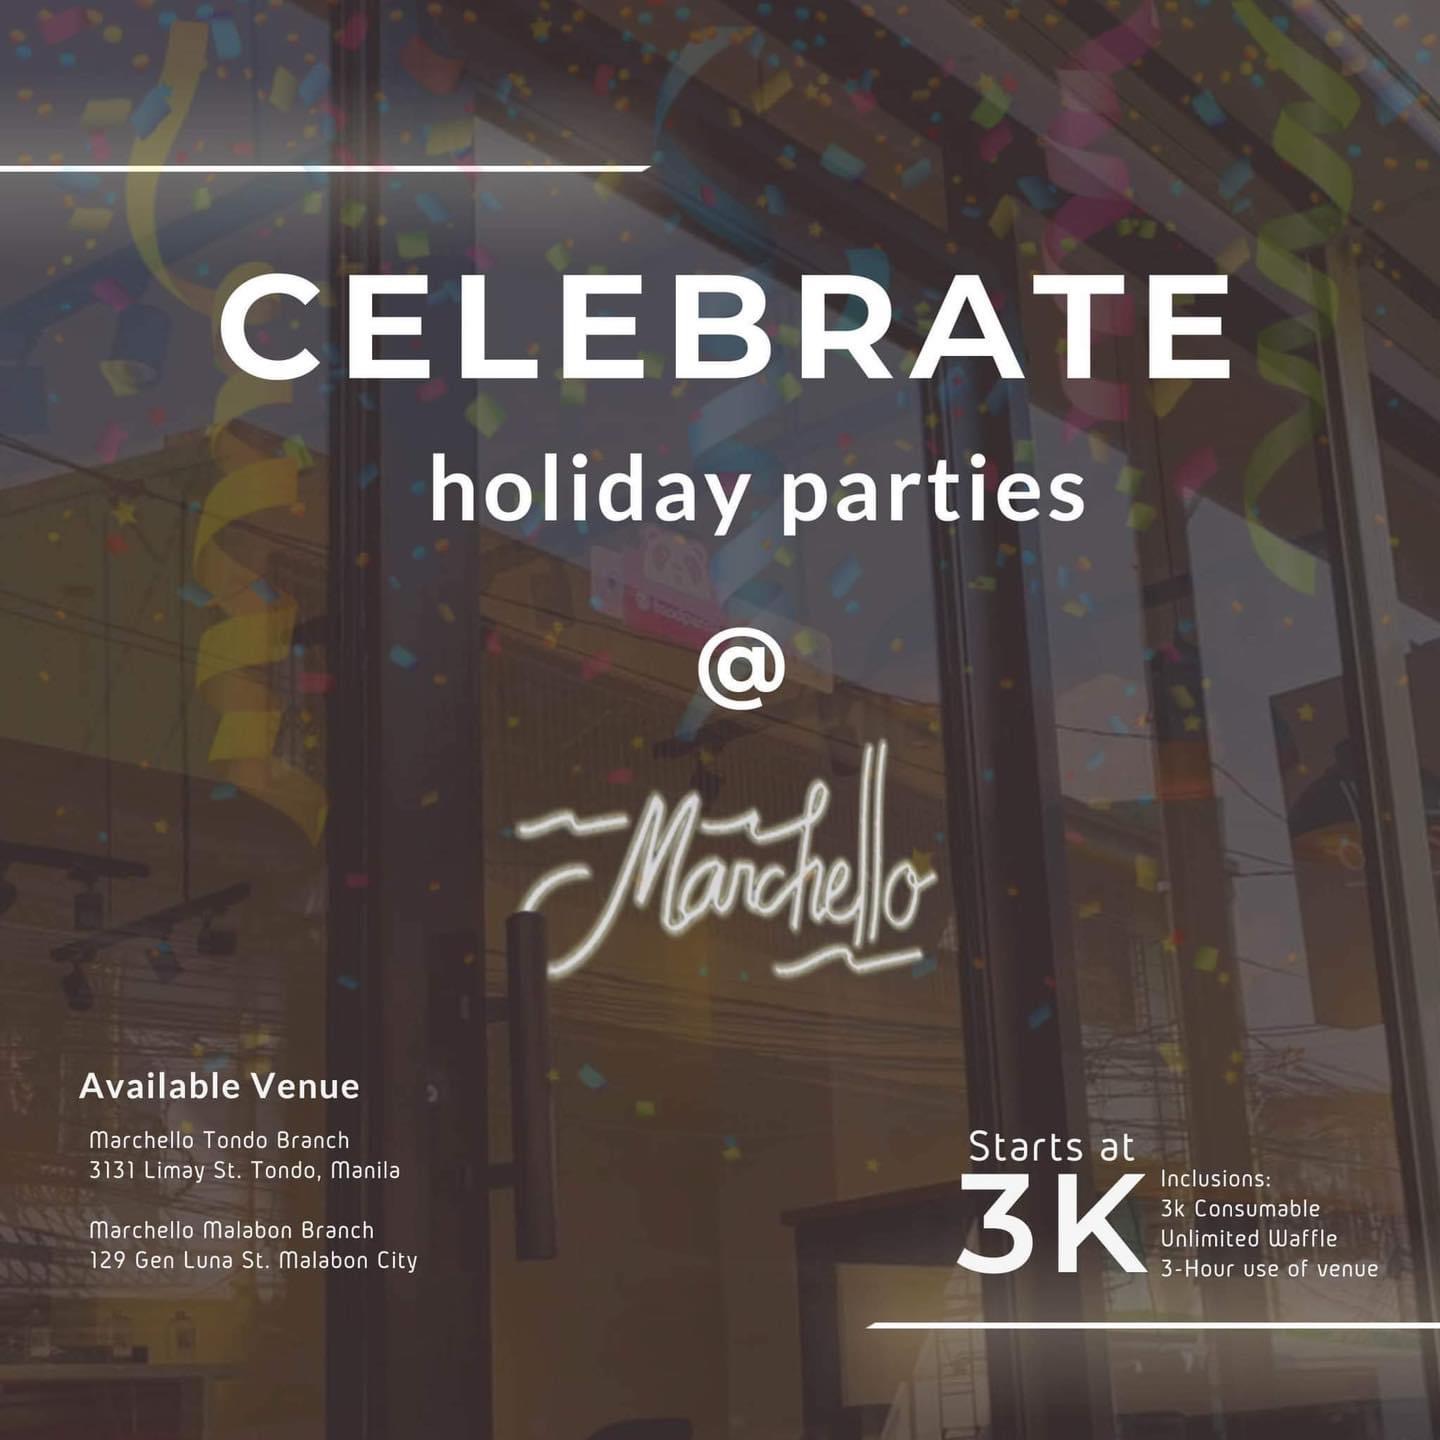 CELEBRATE
holiday parties
@
Marchello
Available Venue
Marchello Tondo Branch
3131 Limay St. Tondo, Manila
Marchello Malabon Branch
129 Gen Luna St. Malabon City
Starts at
3K
Inclusions:
3k Consumable
Unlimited Waffle
3-Hour use of venue